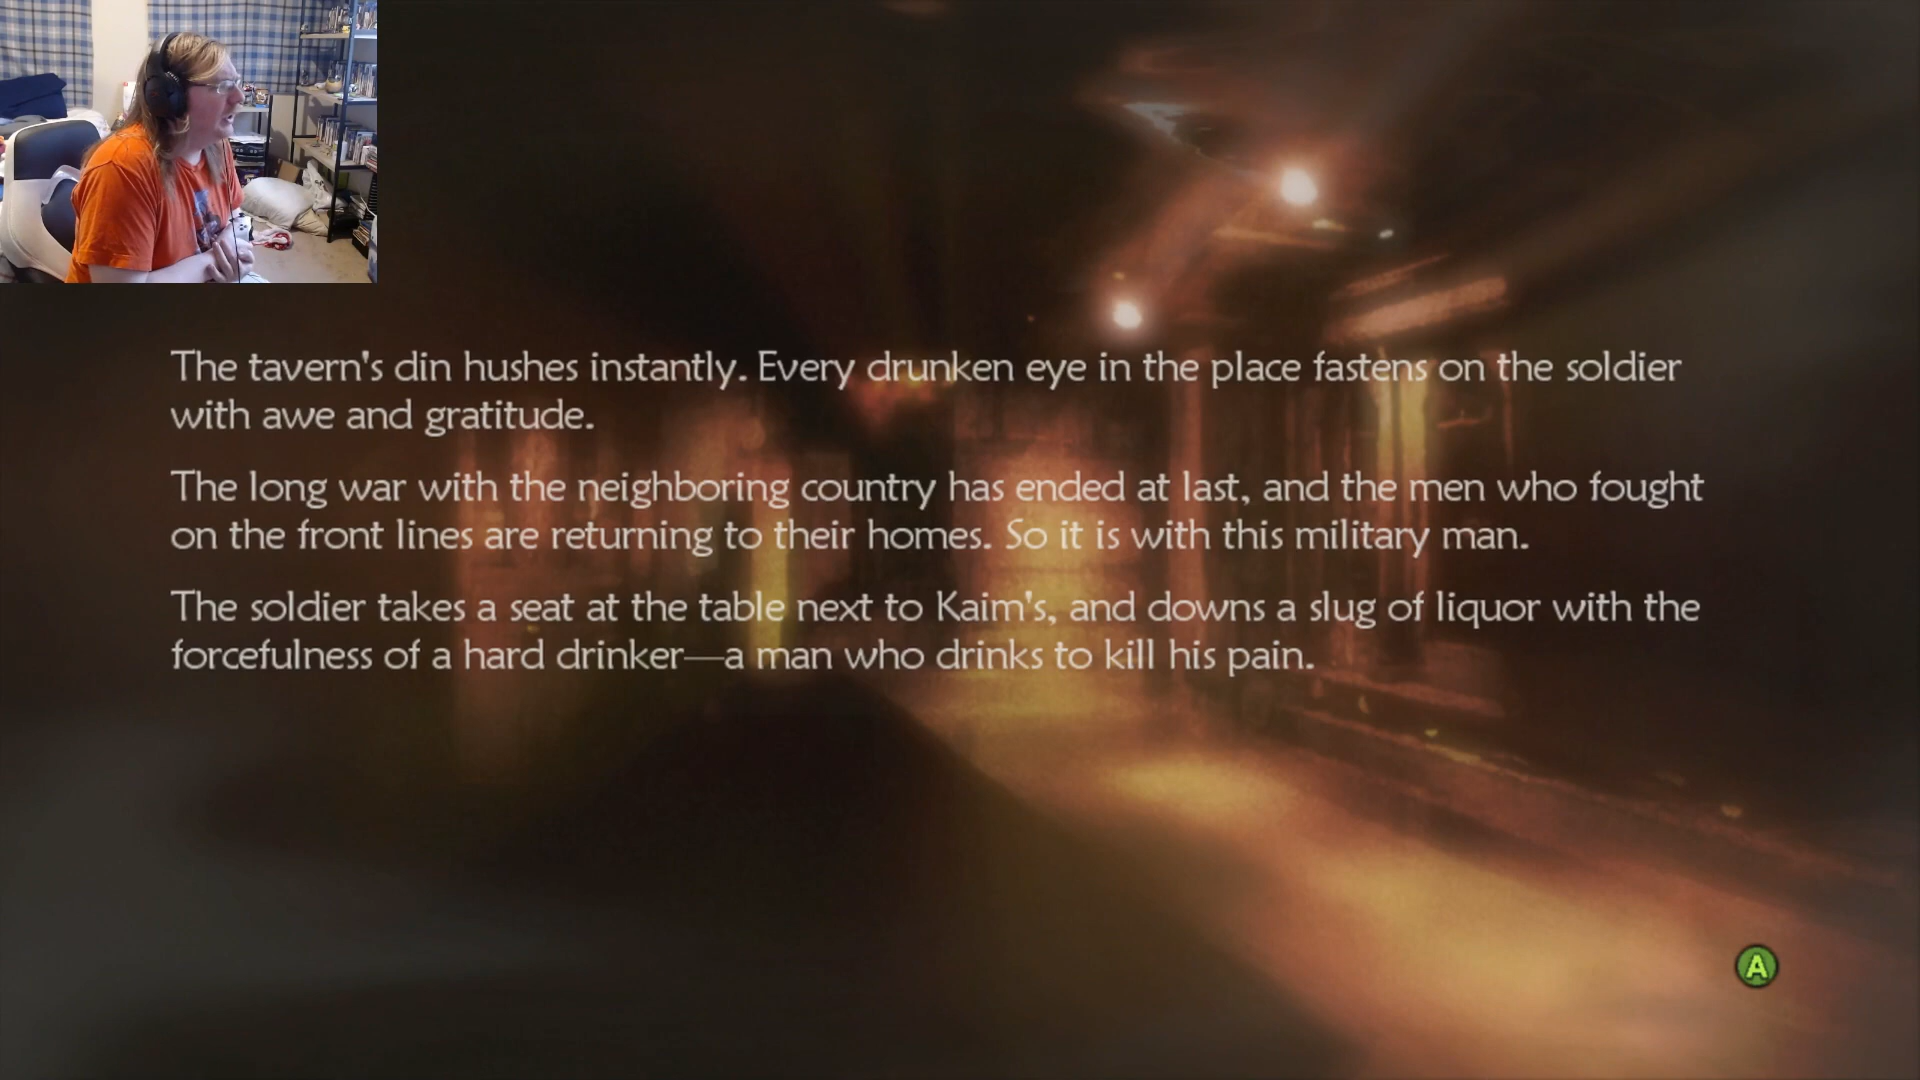 The tavern's din hushes instantly. Every drunken eye in the place fastens on the soldier
with awe and gratitude.
The long war with the neighboring country has ended at last, and the men who fought
on the front lines are returning to their homes. So it is with this military man.
The soldier takes a seat at the table next to Kaim's, and downs a slug of liquor with the
forcefulness of a hard drinker—a man who drinks to kill his pain.
A